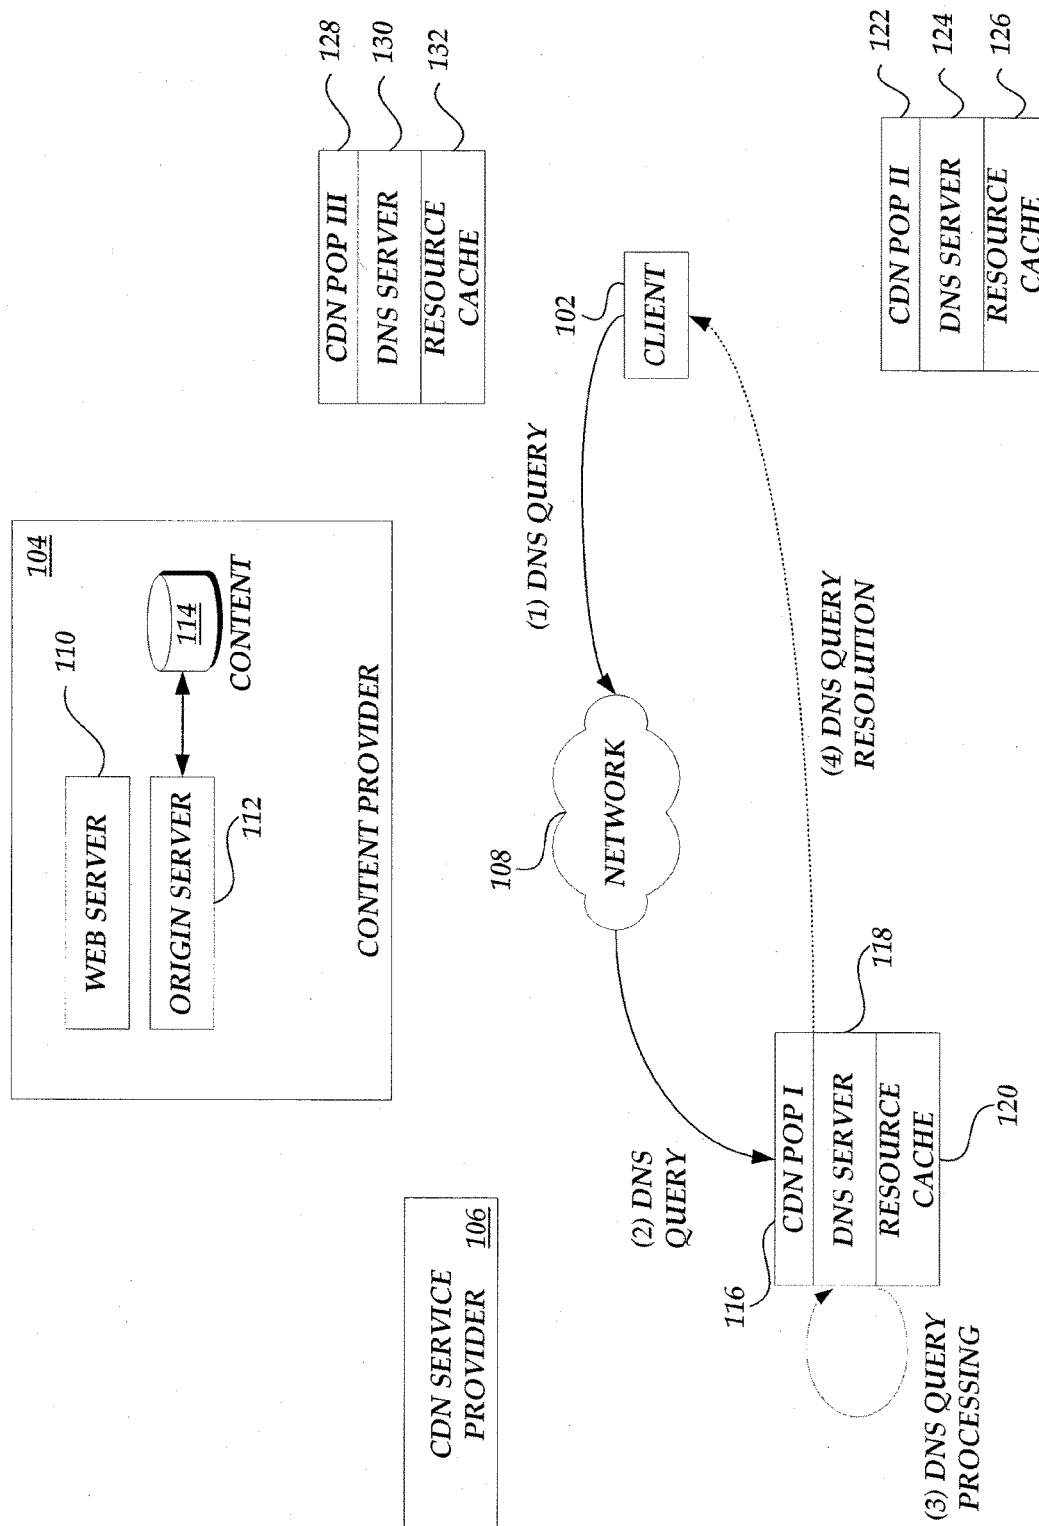 CDN SERVICE
PROVIDER
106
104
WEB SERVER
110
ORIGIN SERVER
112
114
CONTENT
CONTENT PROVIDER
CDN POP III
128
DNS SERVER
130
RESOURCE
CACHE
132
(1) DNS QUERY
108
NETWORK
102
CLIENT
(2) DNS
QUERY
116
CDN POP I
DNS SERVER
118
RESOURCE
CACHE
120
(3) DNS QUERY
PROCESSING
(4) DNS QUERY
RESOLUTION
CDN POP II
122
DNS SERVER
124
RESOURCE
CACHE
126